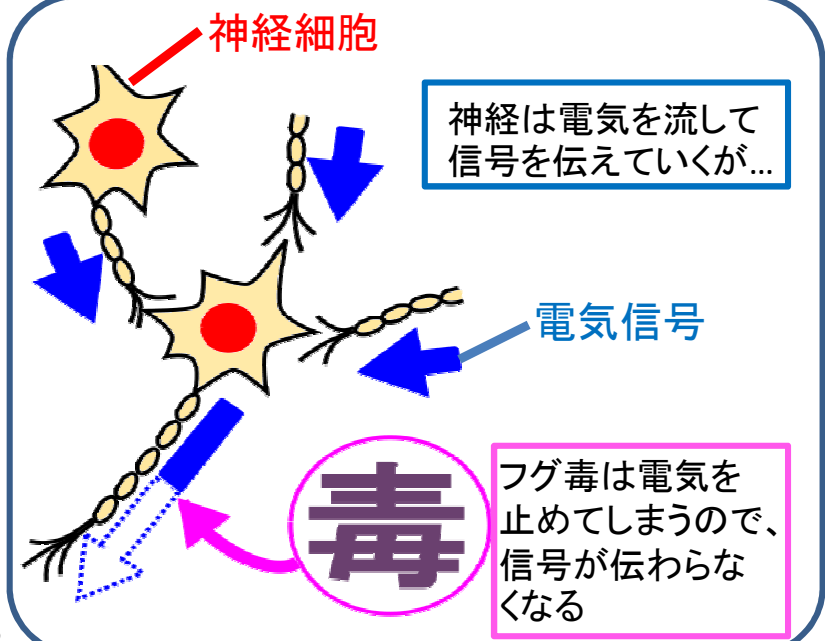 神経細胞
神経は電気を流して
信号を伝えていくが...
電気信号
毒
フグ毒は電気を
止めてしまうので、
信号が伝わらな
くなる